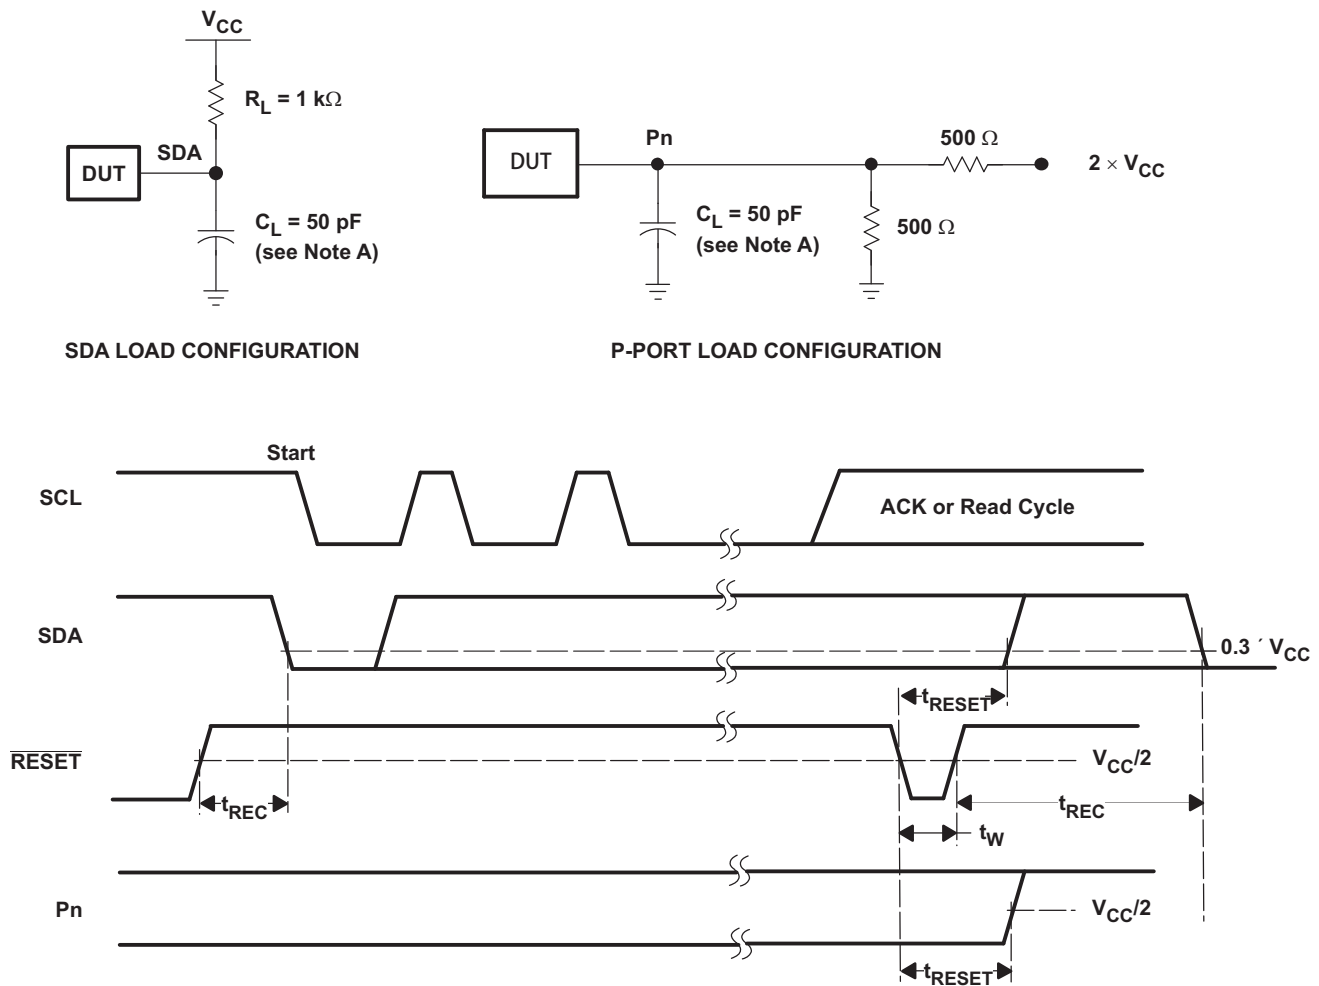 VCC
RL = 1 kΩ
DUT
SDA
CL = 50 pF
(see Note A)
SDA LOAD CONFIGURATION
DUT
Pn
500 Ω
2 × VCC
CL = 50 pF
(see Note A)
500 Ω
P-PORT LOAD CONFIGURATION
Start
SCL
ACK or Read Cycle
SDA
0.3 ´ VCC
tRESET
RESET
VCC/2
tREC
tREC
tW
Pn
VCC/2
tRESET